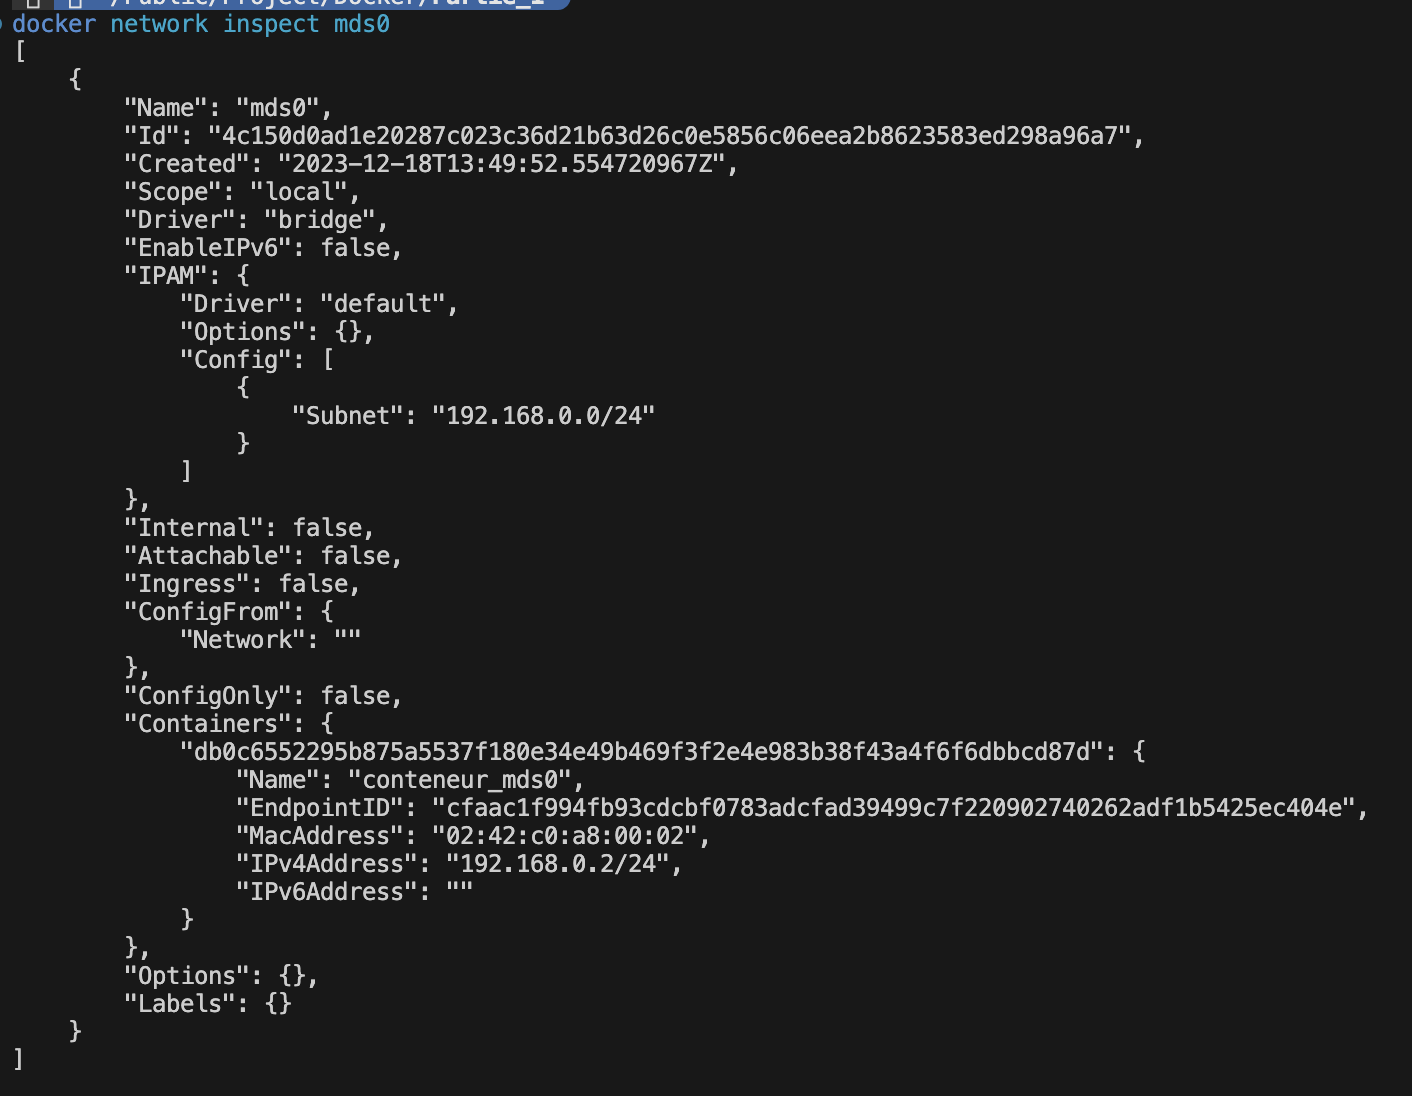 docker network inspect mds0
[
    {
        "Name": "mds0",
        "Id": "4c150d0ad1e20287c023c36d21b63d26c0e5856c06eea2b8623583ed298a96a7",
        "Created": "2023-12-18T13:49:52.554720967Z",
        "Scope": "local",
        "Driver": "bridge",
        "EnableIPv6": false,
        "IPAM": {
            "Driver": "default",
            "Options": {},
            "Config": [
                {
                    "Subnet": "192.168.0.0/24"
                }
            ]
        },
        "Internal": false,
        "Attachable": false,
        "Ingress": false,
        "ConfigFrom": {
            "Network": ""
        },
        "ConfigOnly": false,
        "Containers": {
            "db0c6552295b875a5537f180e34e49b469f3f2e4e983b38f43a4f6f6dbbcd87d": {
                "Name": "conteneur_mds0",
                "EndpointID": "cfaac1f994fb93cdcbf0783adcfad39499c7f220902740262adf1b5425ec404e",
                "MacAddress": "02:42:c0:a8:00:02",
                "IPv4Address": "192.168.0.2/24",
                "IPv6Address": ""
            }
        },
        "Options": {},
        "Labels": {}
    }
]